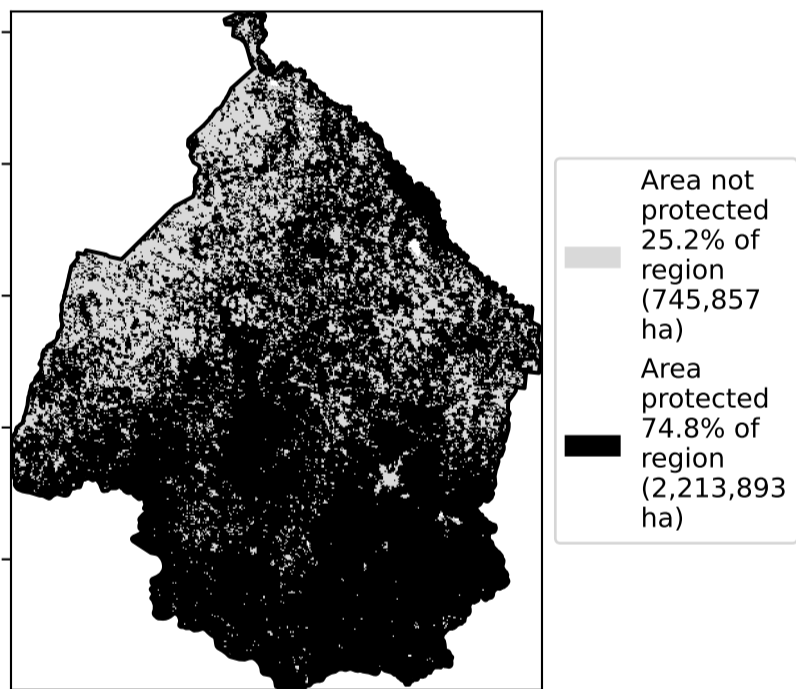 Area not
protected
25.2% of
region
(745,857
ha)
Area
protected
74.8% of
region
(2,213,893
ha)